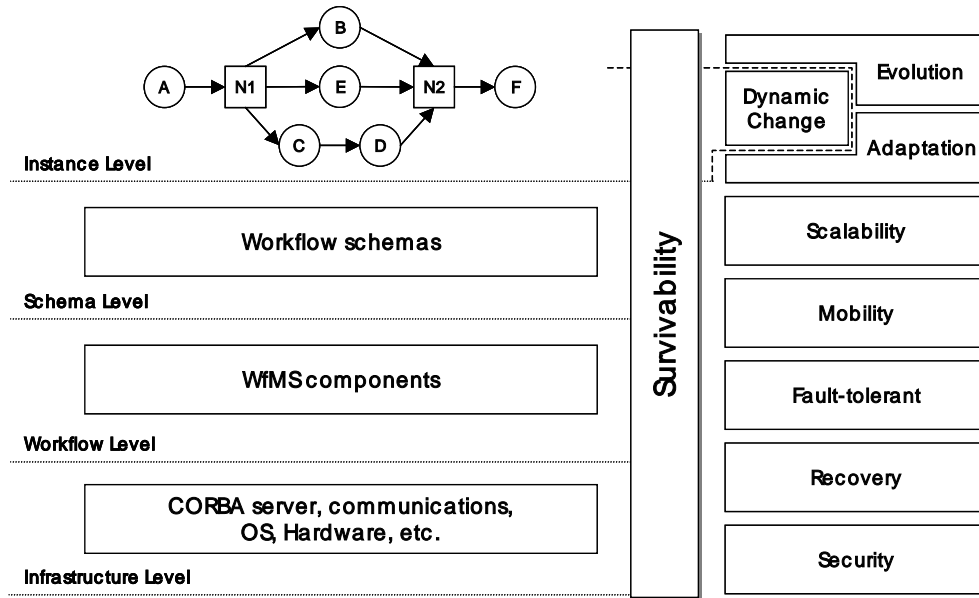 B
A
N1
E
N2
F
C
D
Instance Level
Workflow schemas
Schema Level
WfMS components
Workflow Level
CORBA server, communications,
OS, Hardware, etc.
Infrastructure Level
Survivability
Evolution
Dynamic
Change
Adaptation
Scalability
Mobility
Fault-tolerant
Recovery
Security